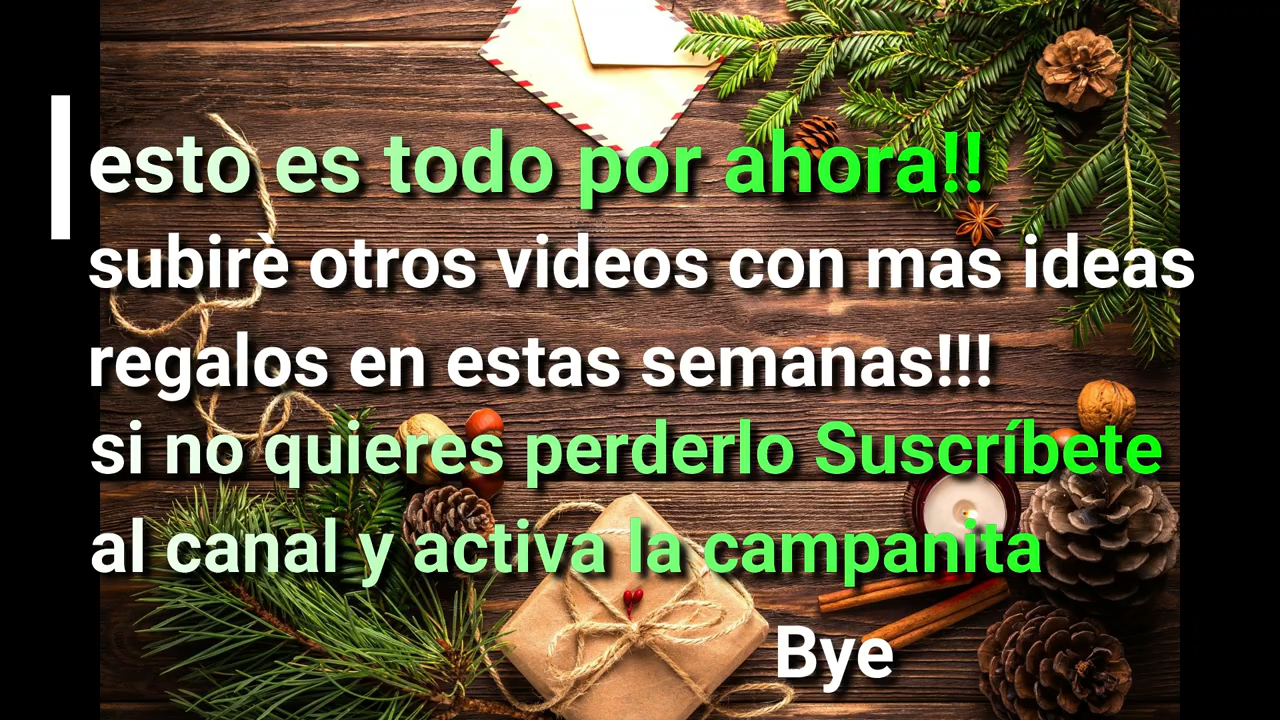 esto es todo por ahora!!
subirè otros videos con mas ideas
regalos en estas semanas!!!
si no quieres perderlo Suscríbete
al canal y activa la campanita
Bye